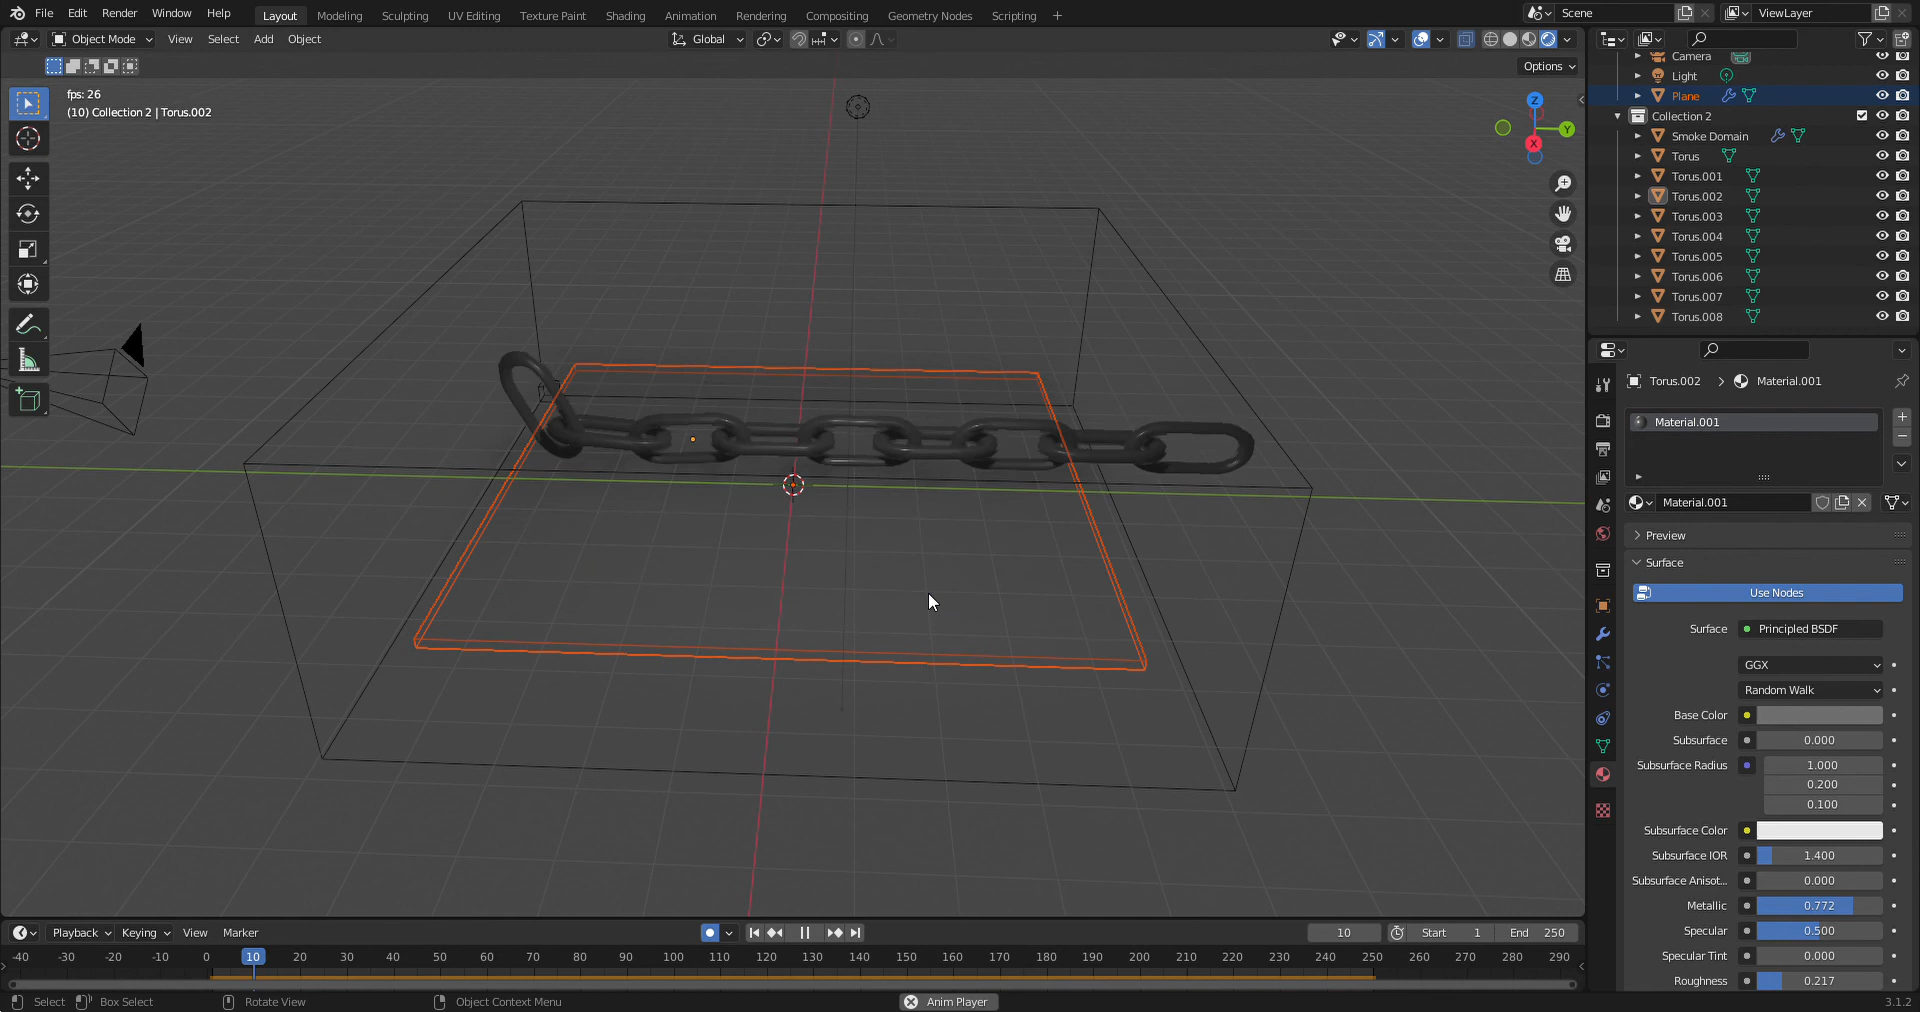 File Edit Render Window Help Layout Modeling Sculpting UV Editing Texture Paint Shading Animation Rendering Compositing Geometry Nodes Scripting + Scene ViewLayer
Object Mode View Select Add Object Global
Options
fps: 26
(10) Collection 2 | Torus.002
Z
Y
X
Camera
Light
Plane
Collection 2
Smoke Domain
Torus
Torus.001
Torus.002
Torus.003
Torus.004
Torus.005
Torus.006
Torus.007
Torus.008
Torus.002 Material.001
Material.001
Material.001
Preview
Surface
Use Nodes
Surface Principled BSDF
GGX
Random Walk
Base Color
Subsurface 0.000
Subsurface Radius 1.000
0.200
0.100
Subsurface Color
Subsurface IOR 1.400
Subsurface Anisot... 0.000
Metallic 0.772
Specular 0.500
Specular Tint 0.000
Roughness 0.217
Playback Keying View Marker 10 Start 1 End 250
-40 -30 -20 -10 0 10 20 30 40 50 60 70 80 90 100 110 120 130 140 150 160 170 180 190 200 210 220 230 240 250 260 270 280 290
Select Box Select Rotate View Object Context Menu Anim Player 3.1.2